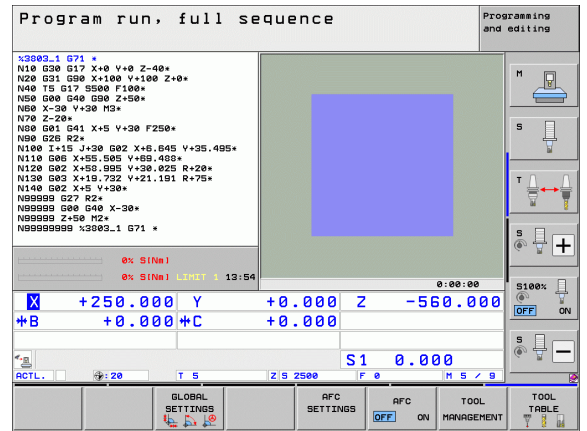 Program run, full sequence
Programming
and editing
%3803_1 G71 *
N10 G30 G17 X+0 Y+0 Z-40*
N20 G31 G90 X+100 Y+100 Z+0*
N40 T5 G17 S500 F100*
N50 G00 G40 G90 Z+50*
N60 X-30 Y+30 M3*
N70 Z-20*
N80 G01 G41 X+5 Y+30 F250*
N90 G26 R2*
N100 I+15 J+30 G02 X+6.645 Y+35.495*
N110 G06 X+55.505 Y+69.488*
N120 G02 X+58.995 Y+30.025 R+20*
N130 G03 X+19.732 Y+21.191 R+75*
N140 G02 X+5 Y+30*
N99999 G27 R2*
N99999 G00 G40 X-30*
N99999 Z+50 M2*
N99999999 %3803_1 G71 *
0% S[Nm]
0% S[Nm] LIMIT 1 13:54
0:00:00
X +250.000 Y +0.000 Z -560.000
B +0.000 C +0.000
S1 0.000
ACTL. : 20 T 5 Z S 2500 F 0 M 5 / 9
M
S
T
S
+
S100%
OFF ON
S
−
GLOBAL
SETTINGS
AFC
SETTINGS
AFC
OFF ON
TOOL
MANAGEMENT
TOOL
TABLE